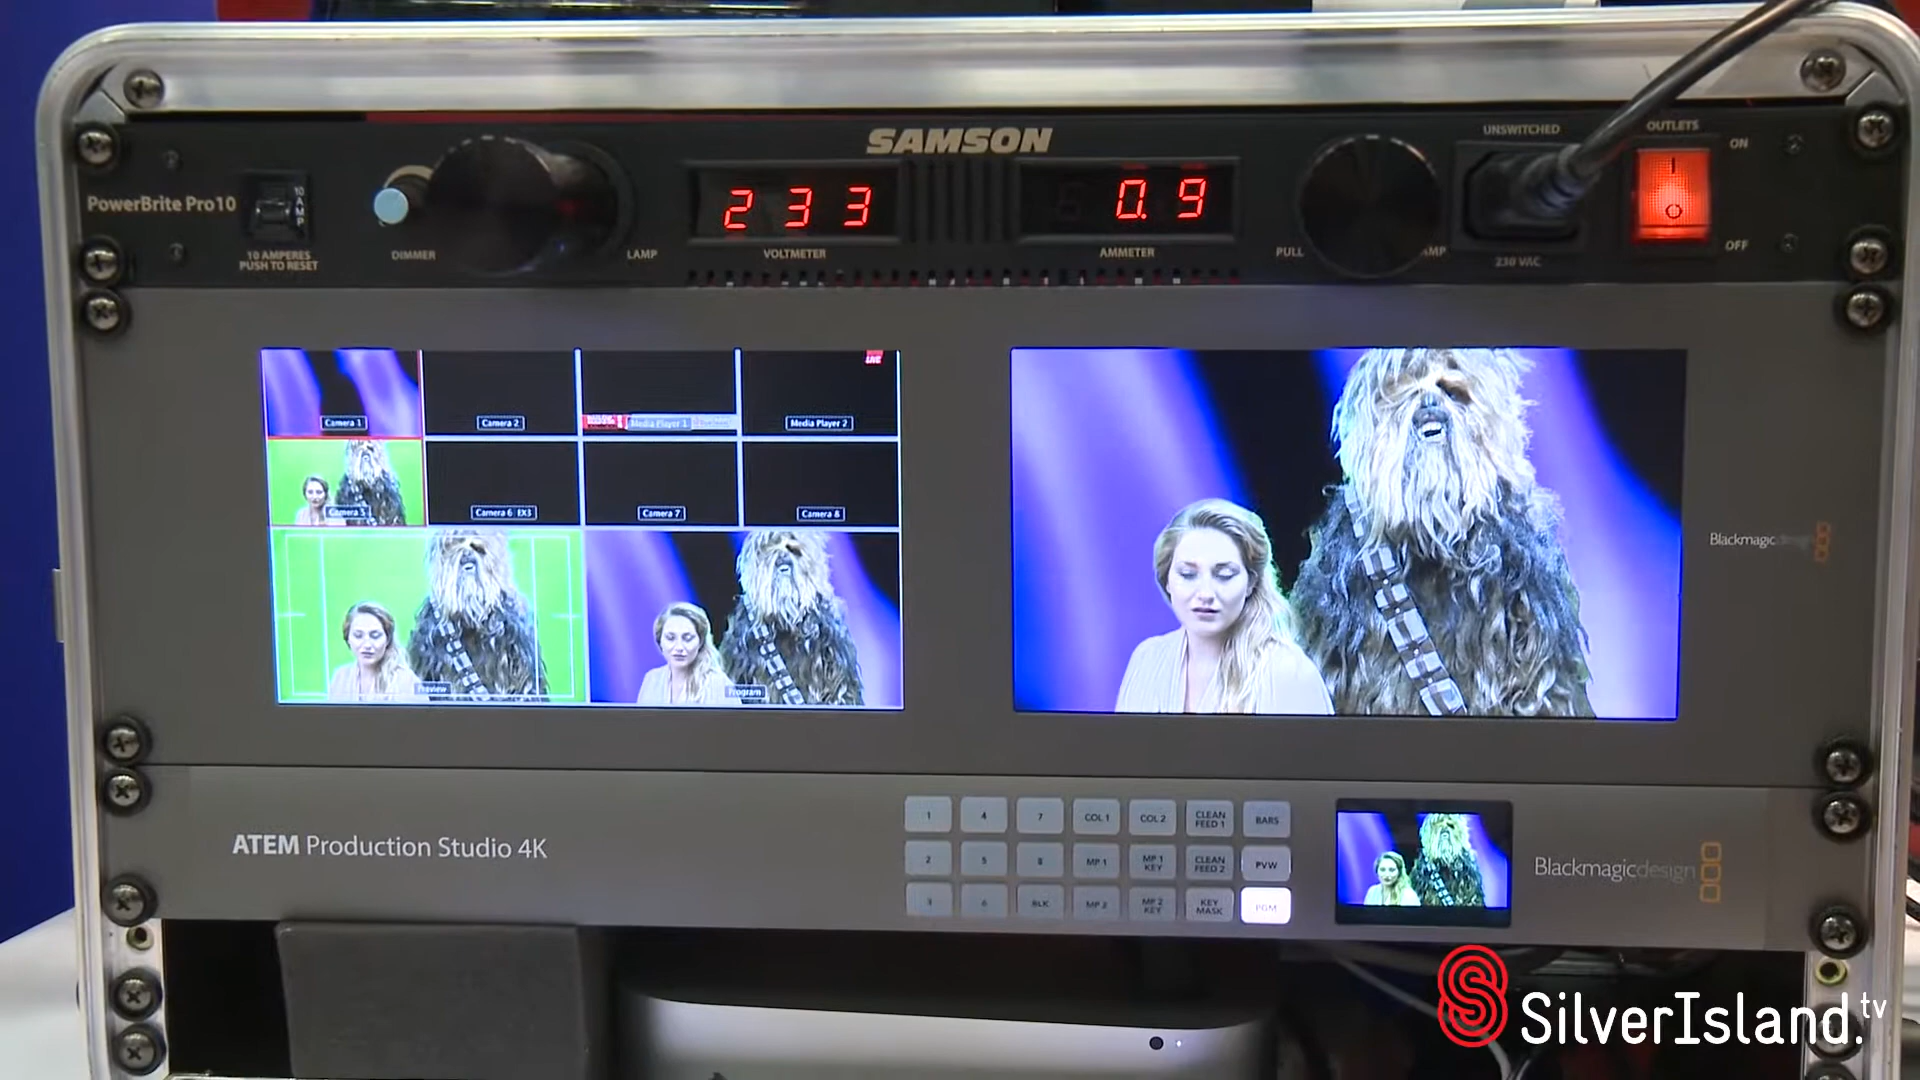 SAMSON
UNSWITCHED
OUTLETS
ON
PowerBrite Pro10
10 AMP
233
0.9
I
O
10 AMPERES
PUSH TO RESET
DIMMER
LAMP
VOLTMETER
AMMETER
PULL
AMP
230 VAC
OFF
LIVE
Camera 1
Camera 2
Media Player 1
Media Player 2
Camera 5
Camera 6 EX3
Camera 7
Camera 8
Preview
Program
Blackmagicdesign
ATEM Production Studio 4K
1 4 7 COL 1 COL 2 CLEAN FEED 1 BARS
2 5 8 MP 1 MP 1 KEY CLEAN FEED 2 PVW
3 6 BLK MP 2 MP 2 KEY KEY MASK PGM
Blackmagicdesign
SilverIsland.tv